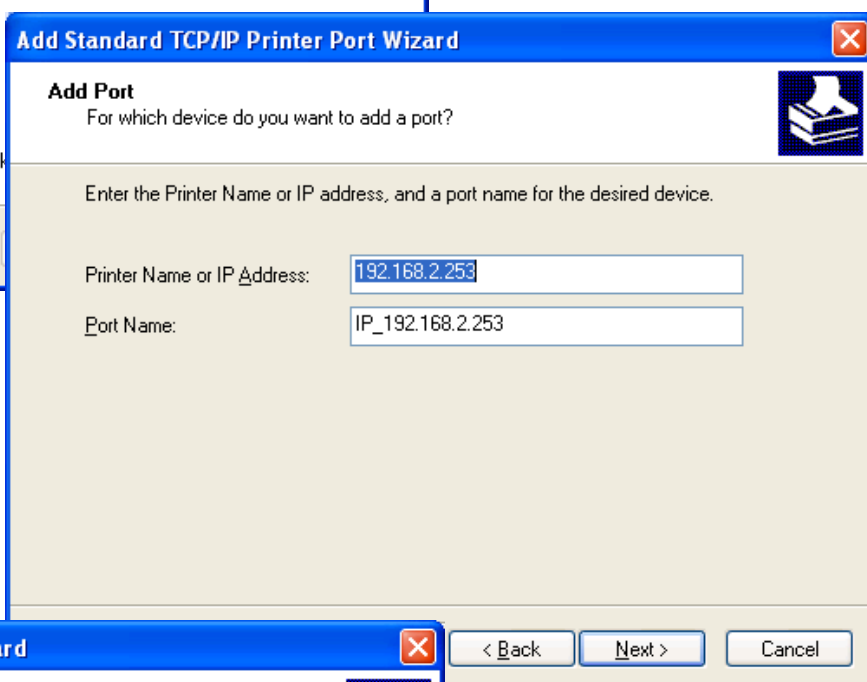 Add Standard TCP/IP Printer Port Wizard
Add Port
For which device do you want to add a port?
Enter the Printer Name or IP address, and a port name for the desired device.
Printer Name or IP Address: 192.168.2.253
Port Name: IP_192.168.2.253
< Back Next > Cancel